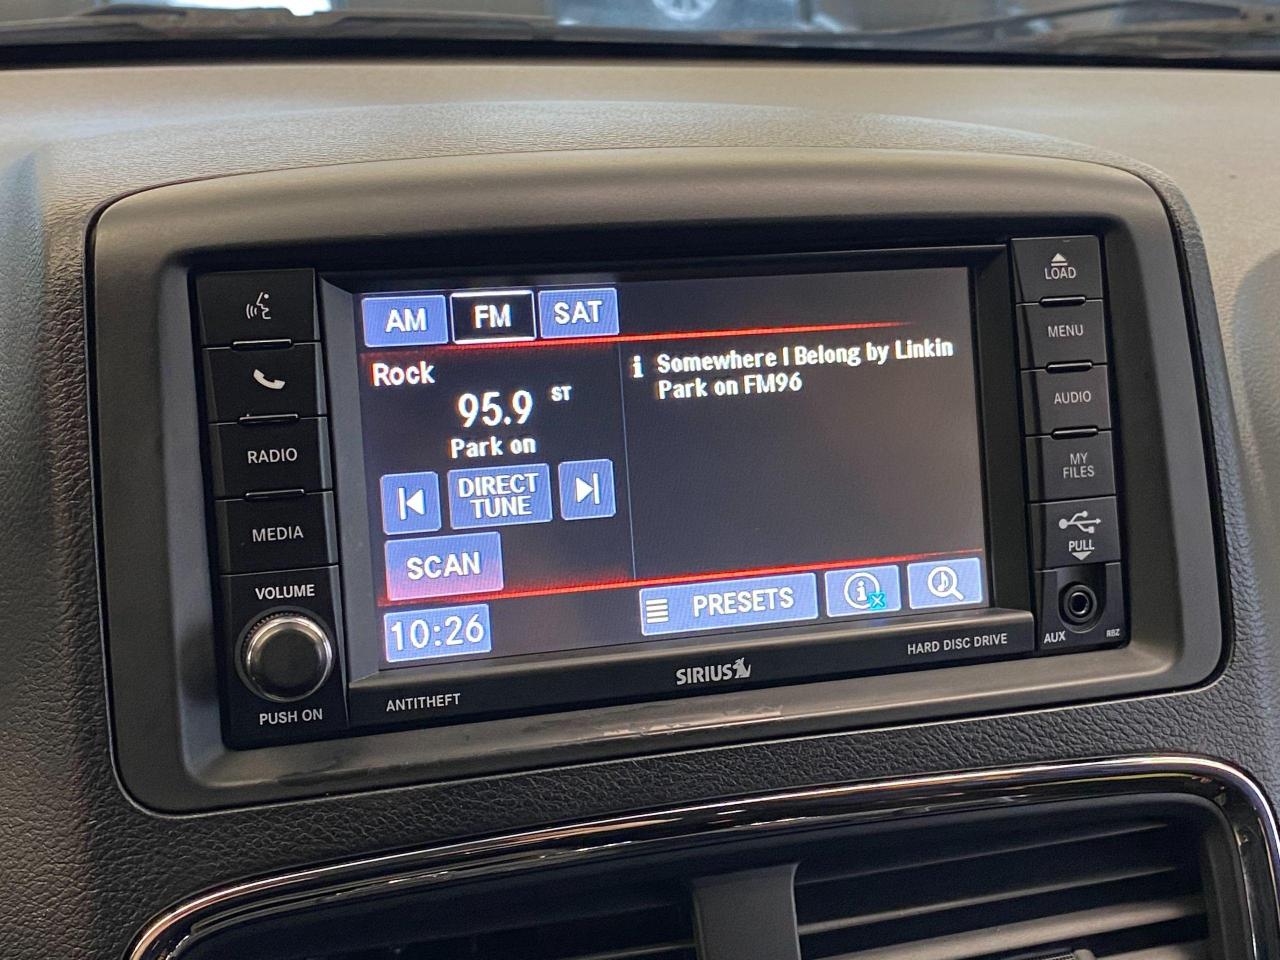 AM FM SAT
Rock
95.9 ST
Park on
i Somewhere I Belong by Linkin
Park on FM96
DIRECT
TUNE
SCAN
10:26
PRESETS
i
RADIO
MEDIA
VOLUME
PUSH ON
LOAD
MENU
AUDIO
MY
FILES
PULL
AUX
RBZ
ANTITHEFT
SIRIUS
HARD DISC DRIVE